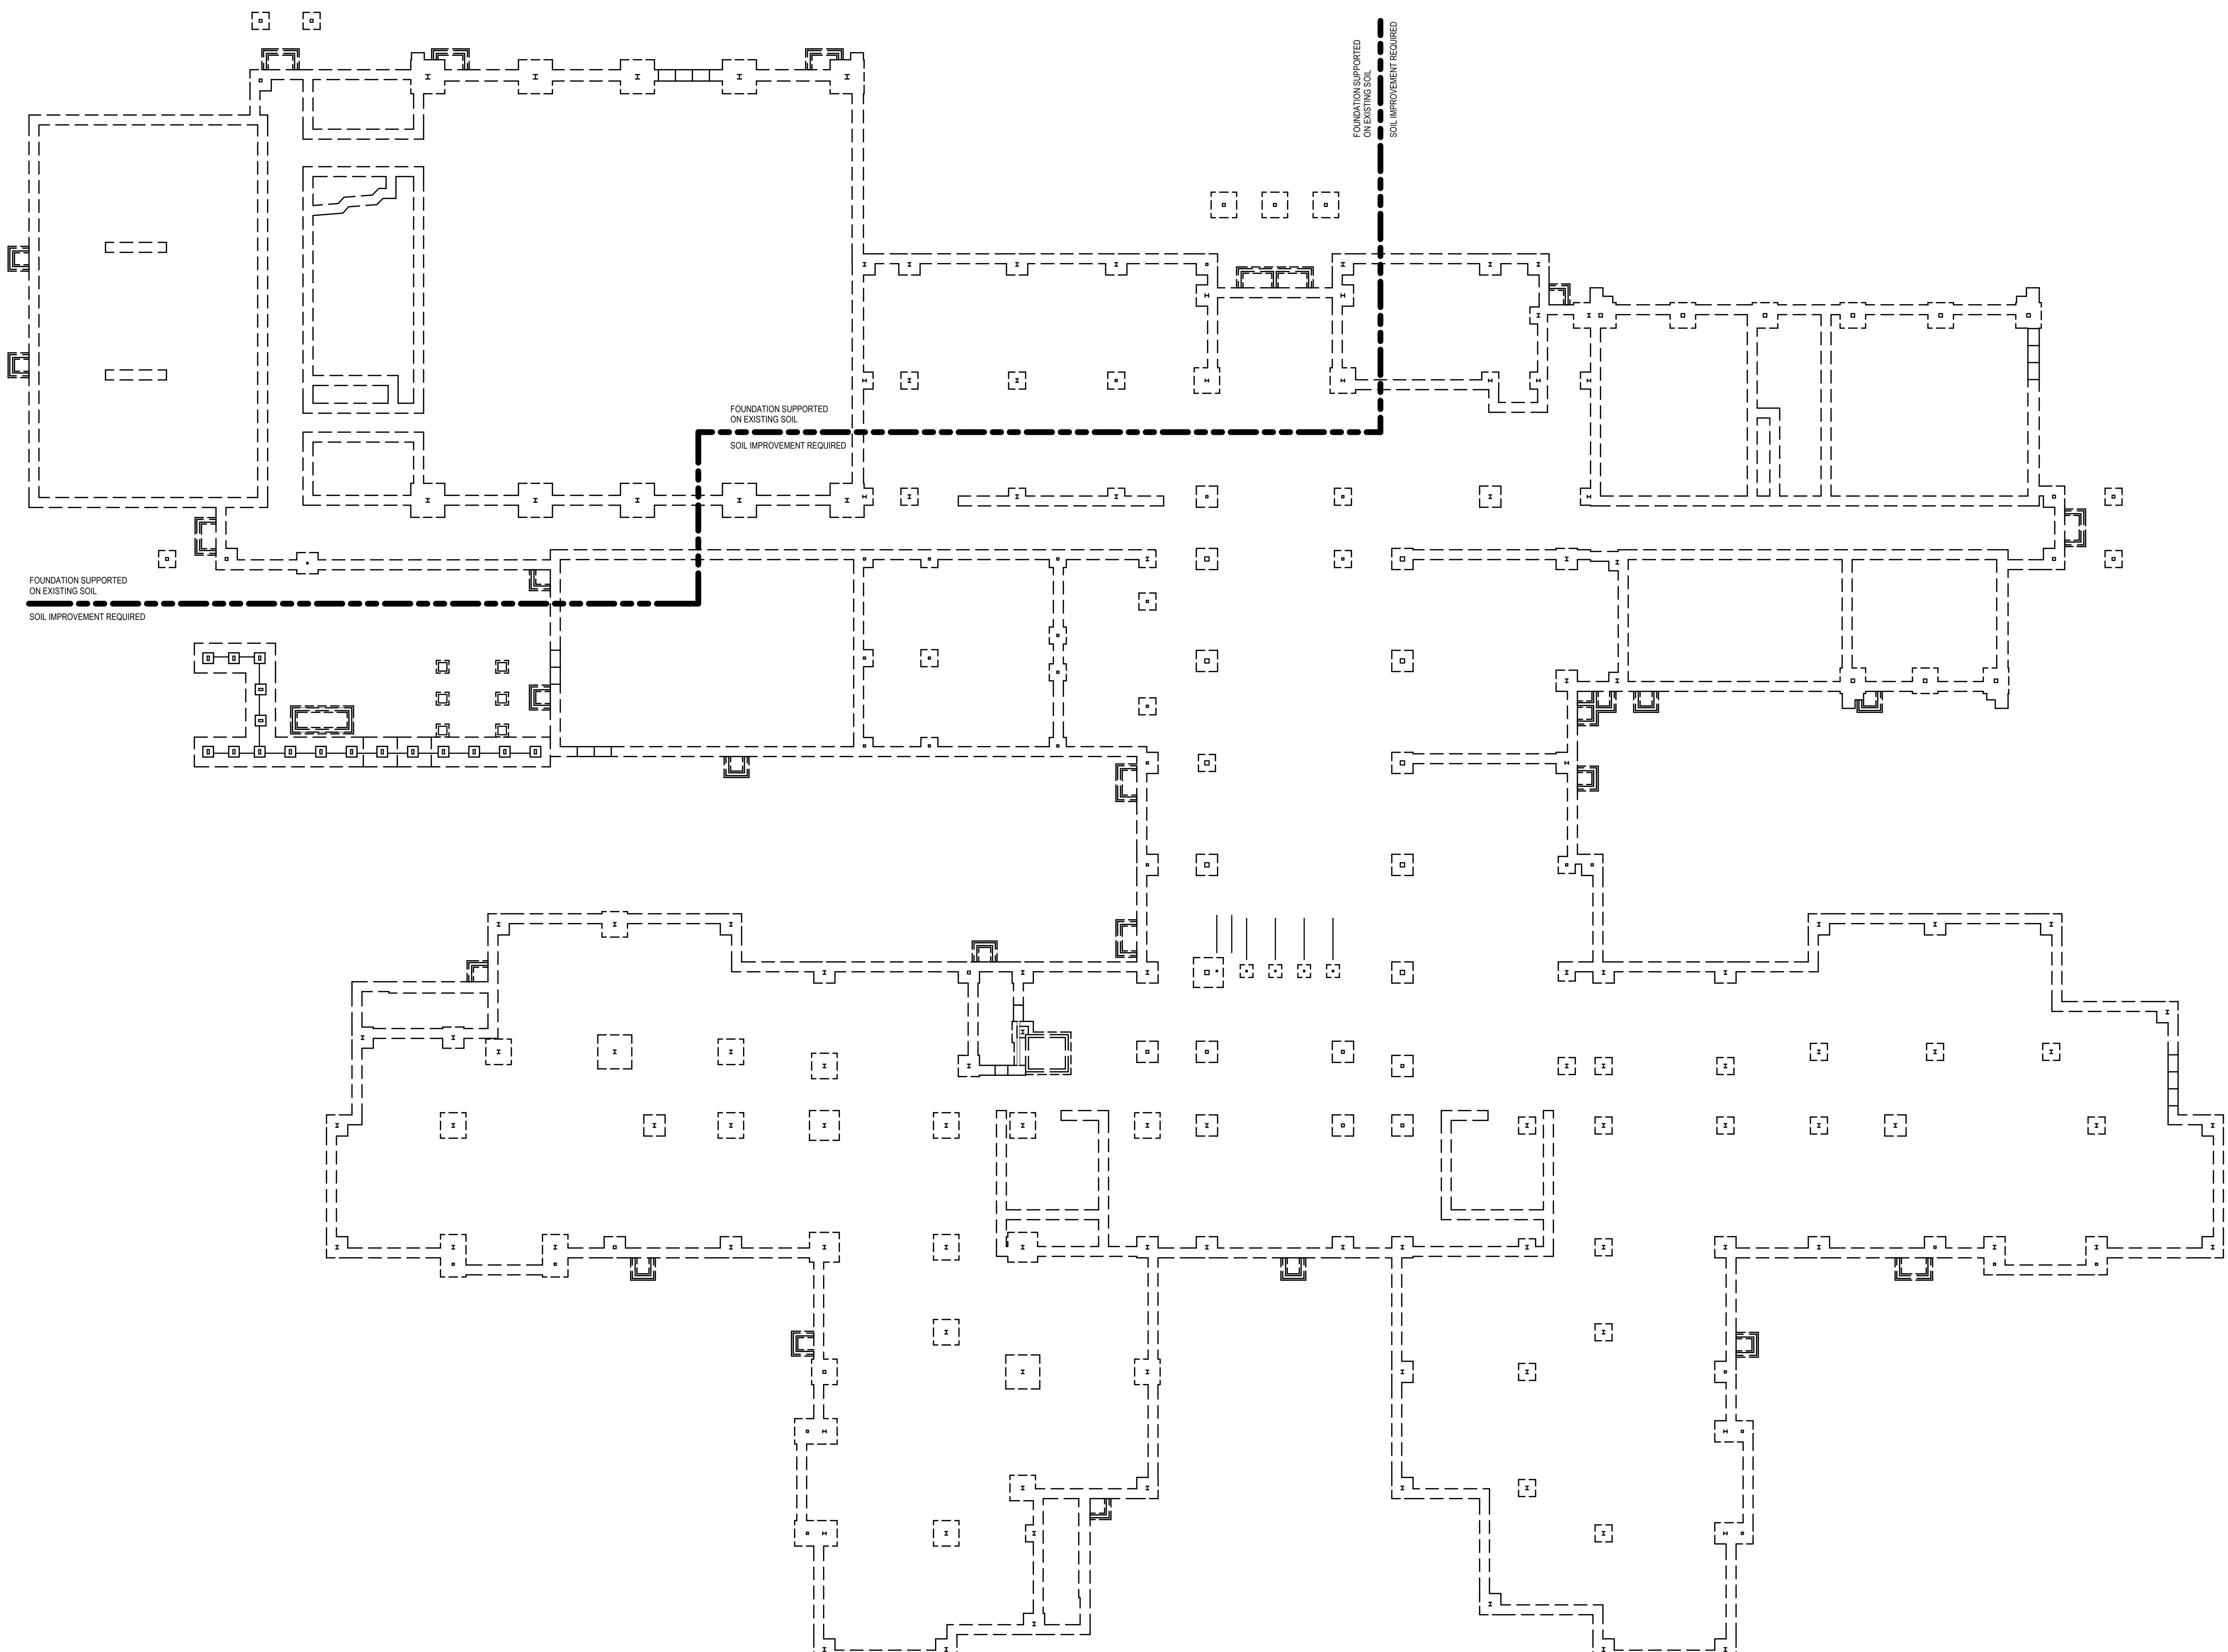 FOUNDATION SUPPORTED
ON EXISTING SOIL
SOIL IMPROVEMENT REQUIRED
FOUNDATION SUPPORTED
ON EXISTING SOIL
SOIL IMPROVEMENT REQUIRED
FOUNDATION SUPPORTED
ON EXISTING SOIL
SOIL IMPROVEMENT REQUIRED